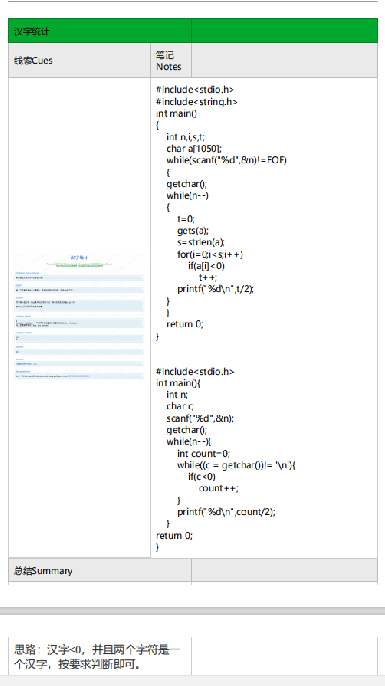 汉字统计
线索Cues
笔记
Notes
汉字统计
#include<stdio.h>
#include<string.h>
int main()
{
int n,i,s,t;
char a[1050];
while(scanf("%d",&n)!=EOF)
{
getchar();
while(n--)
{
t=0;
gets(a);
s=strlen(a);
for(i=0;i<s;i++)
if(a[i]<0)
t++;
printf("%d\n",t/2);
}
}
return 0;
}
#include<stdio.h>
int main(){
int n;
char c;
scanf("%d",&n);
getchar();
while(n--){
int count=0;
while((c = getchar())!= '\n'){
if(c<0)
count++;
}
printf("%d\n",count/2);
}
return 0;
}
总结Summary
思路：汉字<0，并且两个字符是一
个汉字，按要求判断即可。